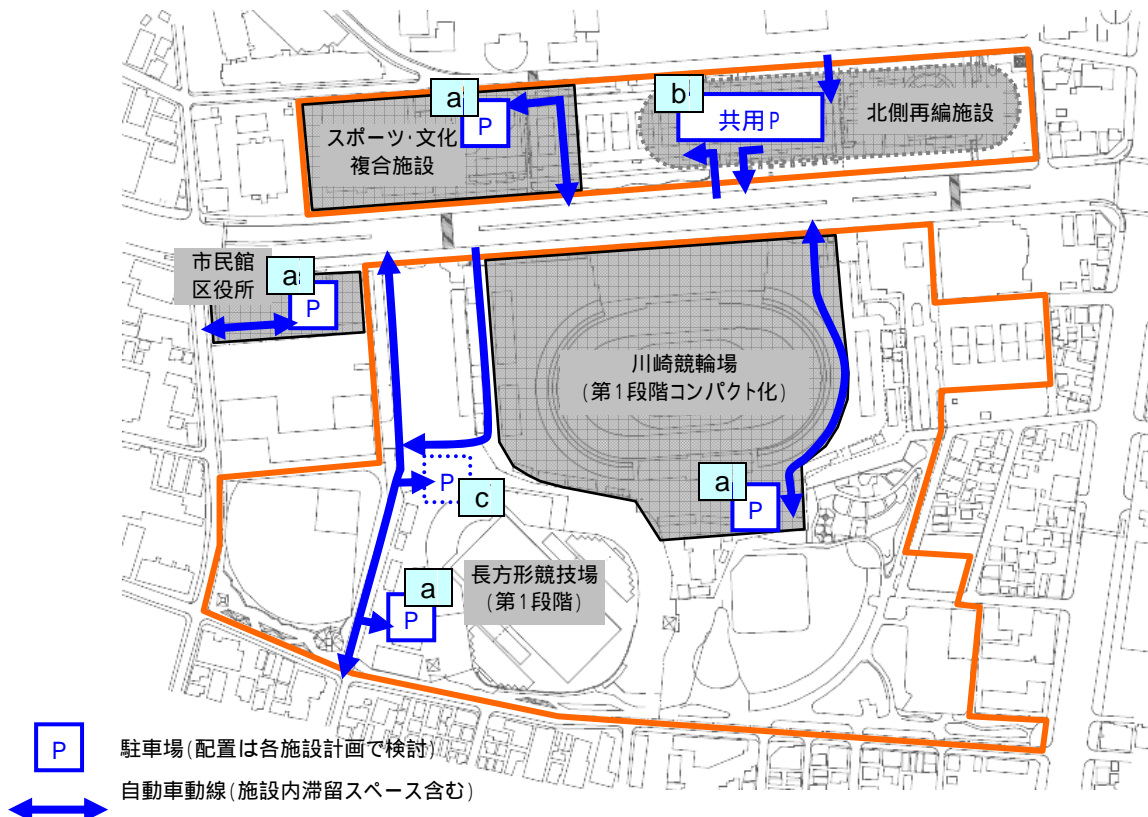 a
P
スポーツ・文化
複合施設
b
共用P
北側再編施設
市民館
区役所
a
P
川崎競輪場
(第1段階コンパクト化)
a
P
P
c
長方形競技場
(第1段階)
a
P
P
駐車場(配置は各施設計画で検討)
自動車動線(施設内滞留スペース含む)